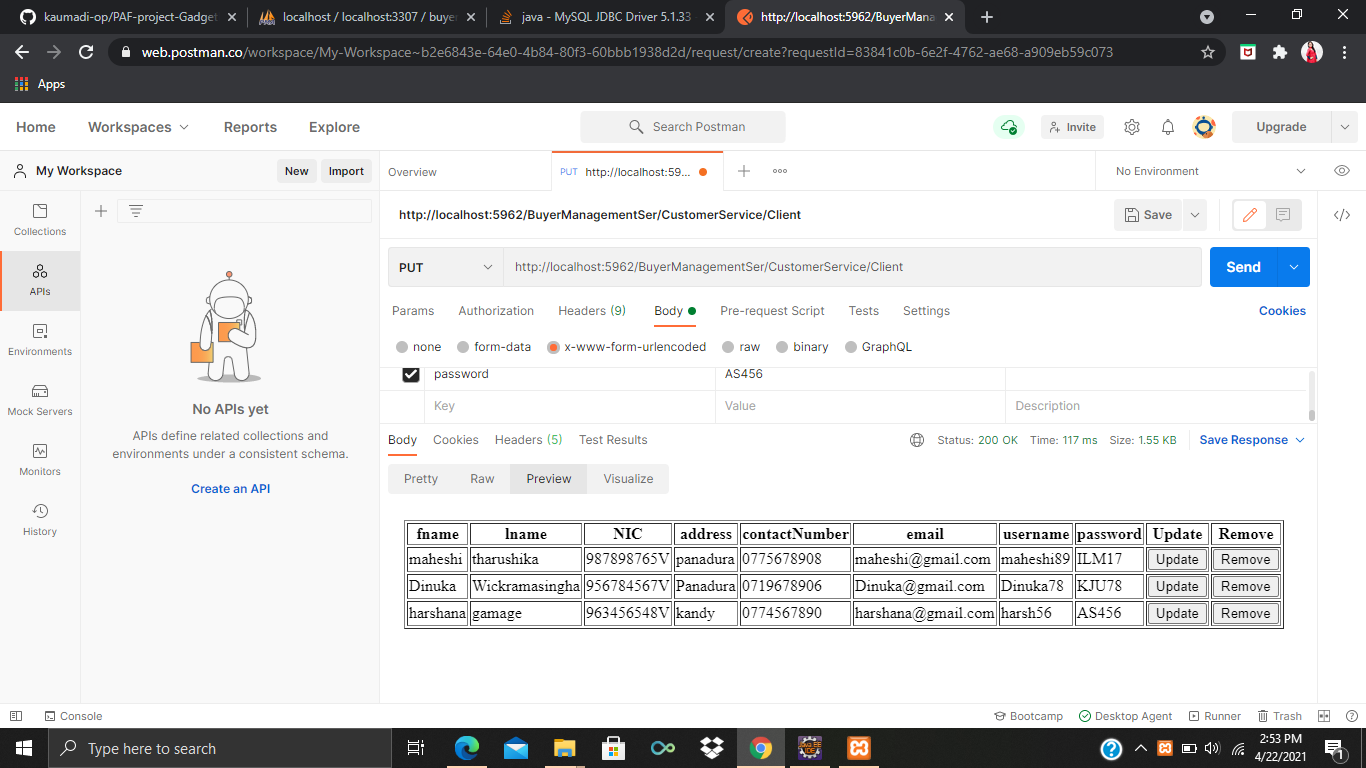 kaumadi-op/PAF-project-Gadget
localhost / localhost:3307 / buyer
java - MySQL JDBC Driver 5.1.33
http://localhost:5962/BuyerMana
web.postman.co/workspace/My-Workspace~b2e6843e-64e0-4b84-80f3-60bbb1938d2d/request/create?requestId=83841c0b-6e2f-4762-ae68-a909eb59c073
Apps
Home Workspaces Reports Explore Search Postman Invite Upgrade
My Workspace New Import Overview PUT http://localhost:59... No Environment
Collections
APIs
Environments
Mock Servers
Monitors
History
No APIs yet
APIs define related collections and
environments under a consistent schema.
Create an API
http://localhost:5962/BuyerManagementSer/CustomerService/Client Save
PUT http://localhost:5962/BuyerManagementSer/CustomerService/Client Send
Params Authorization Headers (9) Body Pre-request Script Tests Settings Cookies
none form-data x-www-form-urlencoded raw binary GraphQL
password AS456
Key Value Description
Body Cookies Headers (5) Test Results Status: 200 OK Time: 117 ms Size: 1.55 KB Save Response
Pretty Raw Preview Visualize
fname lname NIC address contactNumber email username password Update Remove
maheshi tharushika 987898765V panadura 0775678908 maheshi@gmail.com maheshi89 ILM17 Update Remove
Dinuka Wickramasingha 956784567V Panadura 0719678906 Dinuka@gmail.com Dinuka78 KJU78 Update Remove
harshana gamage 963456548V kandy 0774567890 harshana@gmail.com harsh56 AS456 Update Remove
Console Bootcamp Desktop Agent Runner Trash
Type here to search
2:53 PM
4/22/2021
1